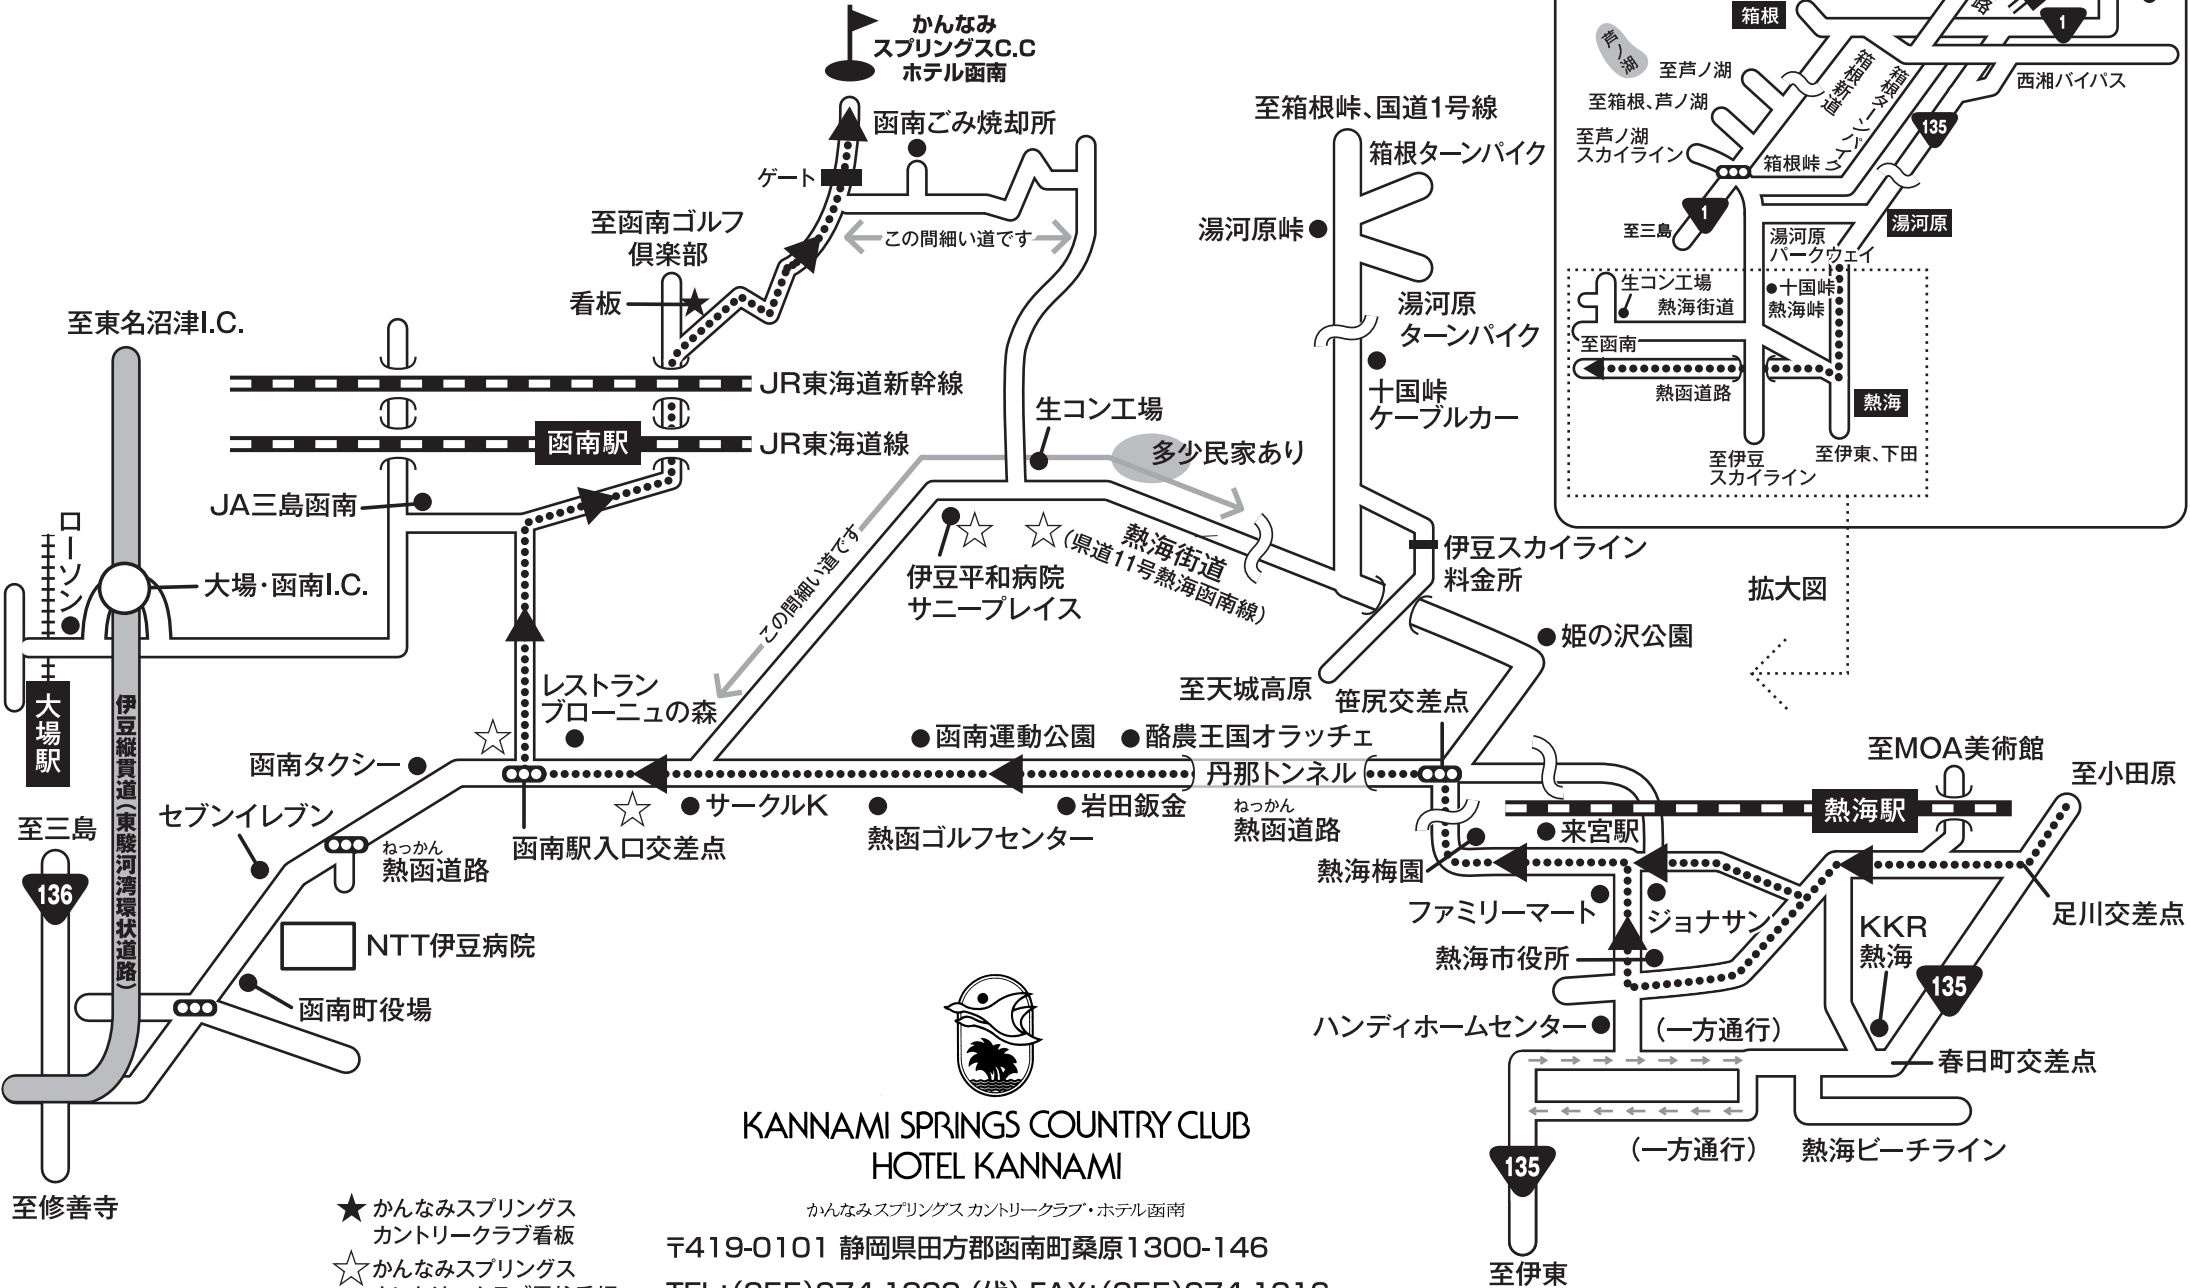 かんなみ
スプリングスC.C
ホテル函南
函南ごみ焼却所
ゲート
この間細い道です
至函南ゴルフ
倶楽部
看板
至東名沼津I.C.
JR東海道新幹線
函南駅
JR東海道線
JA三島函南
ローソン
大場・函南I.C.
大場駅
伊豆縦貫道(東駿河湾環状道路)
レストラン
ブローニュの森
函南タクシー
セブンイレブン
至三島
136
ねっかん
熱函道路
NTT伊豆病院
函南町役場
至修善寺
函南駅入口交差点
サークルK
熱函ゴルフセンター
岩田鈑金
函南運動公園
酪農王国オラッチェ
丹那トンネル
ねっかん
熱函道路
この間細い道です
生コン工場
多少民家あり
伊豆平和病院
サニープレイス
熱海街道
(県道11号熱海函南線)
至箱根峠、国道1号線
箱根ターンパイク
湯河原峠
湯河原
ターンパイク
十国峠
ケーブルカー
伊豆スカイライン
料金所
至天城高原
笹尻交差点
姫の沢公園
来宮駅
熱海駅
至MOA美術館
至小田原
熱海梅園
ファミリーマート
ジョナサン
熱海市役所
KKR
熱海
足川交差点
135
ハンディホームセンター
(一方通行)
春日町交差点
(一方通行)
熱海ビーチライン
135
至伊東
箱根
路
1
芦ノ湖
至芦ノ湖
至箱根、芦ノ湖
至芦ノ湖
スカイライン
箱根新道
箱根ターンパイク
西湘バイパス
135
箱根峠
1
至三島
湯河原
湯河原
パークウェイ
生コン工場
熱海街道
十国峠
熱海峠
至函南
熱函道路
熱海
至伊豆
スカイライン
至伊東、下田
拡大図
KANNAMI SPRINGS COUNTRY CLUB
HOTEL KANNAMI
かんなみスプリングス カントリークラブ・ホテル函南
★かんなみスプリングス
カントリークラブ看板
☆かんなみスプリングス
〒419-0101 静岡県田方郡函南町桑原1300-146